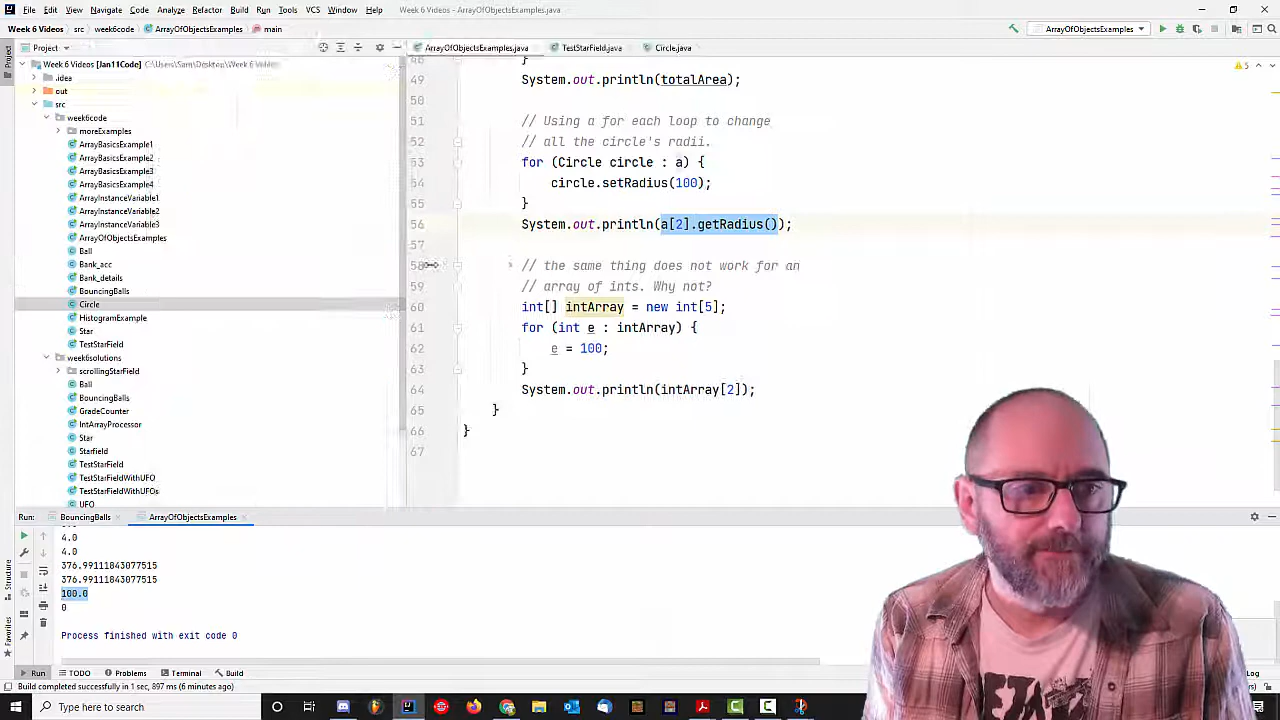 File Edit View Navigate Code Analyze Refactor Build Run Tools VCS Window Help Week 6 Videos - ArrayOfObjectsExamples.java
Week 6 Videos src week6code ArrayOfObjectsExamples main ArrayOfObjectsExamples
Project ArrayOfObjectsExamples.java TestStarField.java Circle.java
Week 6 Videos [Jan11Code] C:\Users\Sam\Desktop\Week 6 Videos
.idea
out
src
week6code
moreExamples
ArrayBasicsExample1
ArrayBasicsExample2
ArrayBasicsExample3
ArrayBasicsExample4
ArrayInstanceVariable1
ArrayInstanceVariable2
ArrayInstanceVariable3
ArrayOfObjectsExamples
Ball
Bank_acc
Bank_details
BouncingBalls
Circle
HistogramExample
Star
TestStarField
week6solutions
scrollingStarField
Ball
BouncingBalls
GradeCounter
IntArrayProcessor
Star
Starfield
TestStarField
TestStarFieldWithUFO
TestStarFieldWithUFOs
UFO
48 }
49 System.out.println(totalArea);
50
51 // Using a for each loop to change
52 // all the circle's radii.
53 for (Circle circle : a) {
54 circle.setRadius(100);
55 }
56 System.out.println(a[2].getRadius());
57
58 // the same thing does not work for an
59 // array of ints. Why not?
60 int[] intArray = new int[5];
61 for (int e : intArray) {
62 e = 100;
63 }
64 System.out.println(intArray[2]);
65 }
66 }
67
5
Project
Structure
Favorites
Run: BouncingBalls ArrayOfObjectsExamples
4.0
4.0
376.99111843077515
376.99111843077515
100.0
0
Process finished with exit code 0
Run TODO Problems Terminal Build Log
Build completed successfully in 1 sec, 897 ms (6 minutes ago)
Type here to search